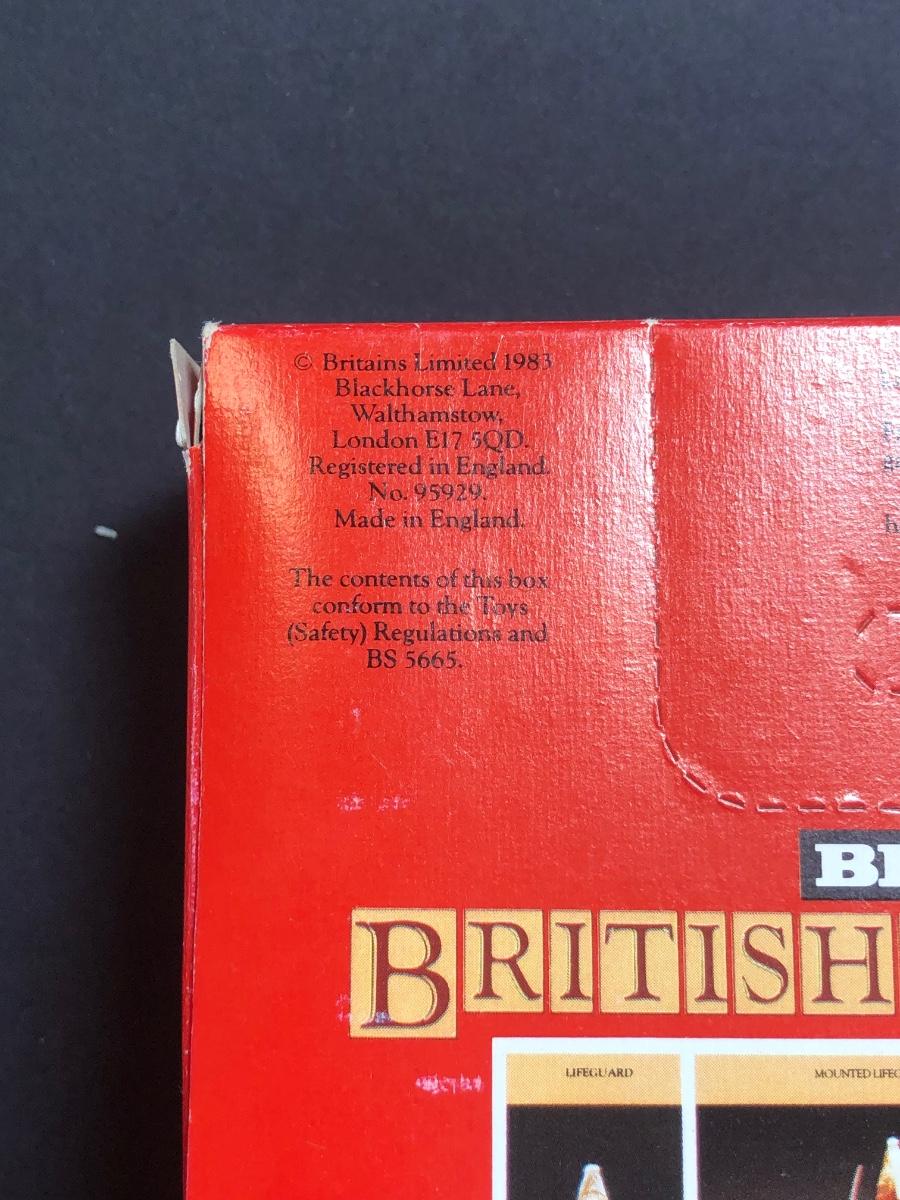 © Britains Limited 1983
Blackhorse Lane,
Walthamstow,
London E17 5QD.
Registered in England.
No. 95929.
Made in England.
The contents of this box
conform to the Toys
(Safety) Regulations and
BS 5665.
BRITISH
LIFEGUARD
MOUNTED